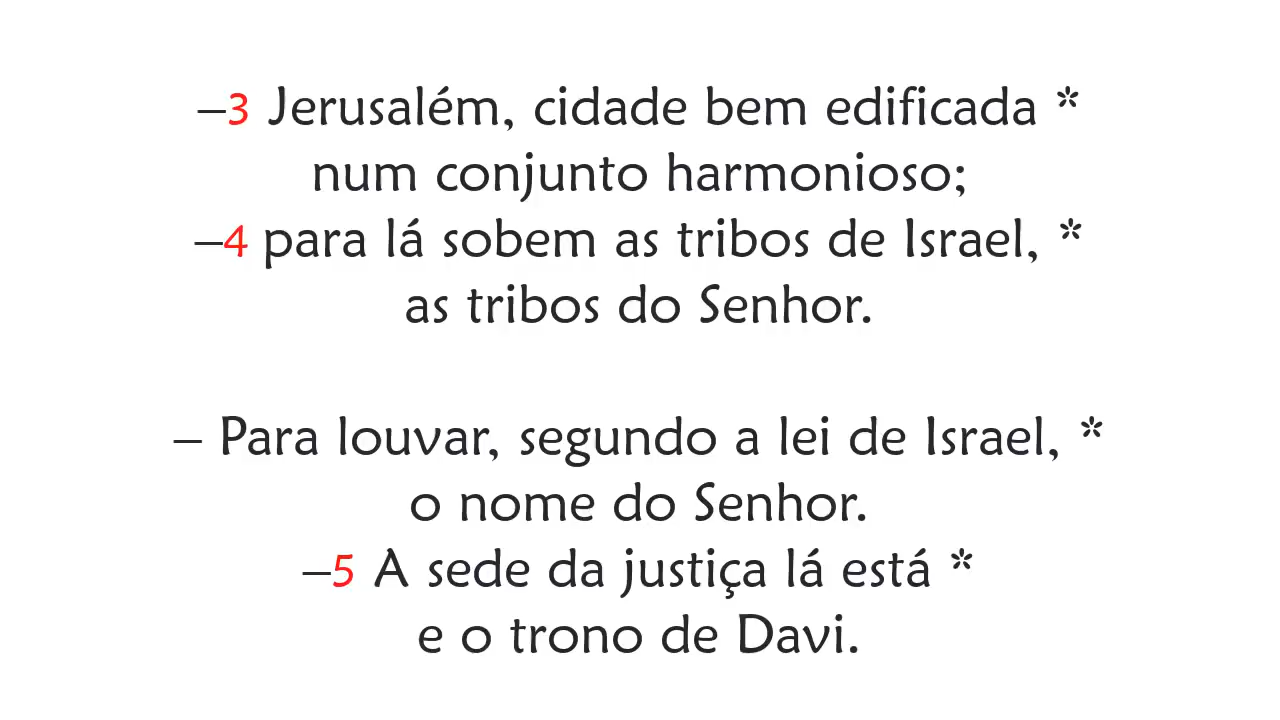 –3 Jerusalém, cidade bem edificada *
num conjunto harmonioso;
–4 para lá sobem as tribos de Israel, *
as tribos do Senhor.
– Para louvar, segundo a lei de Israel, *
o nome do Senhor.
–5 A sede da justiça lá está *
e o trono de Davi.